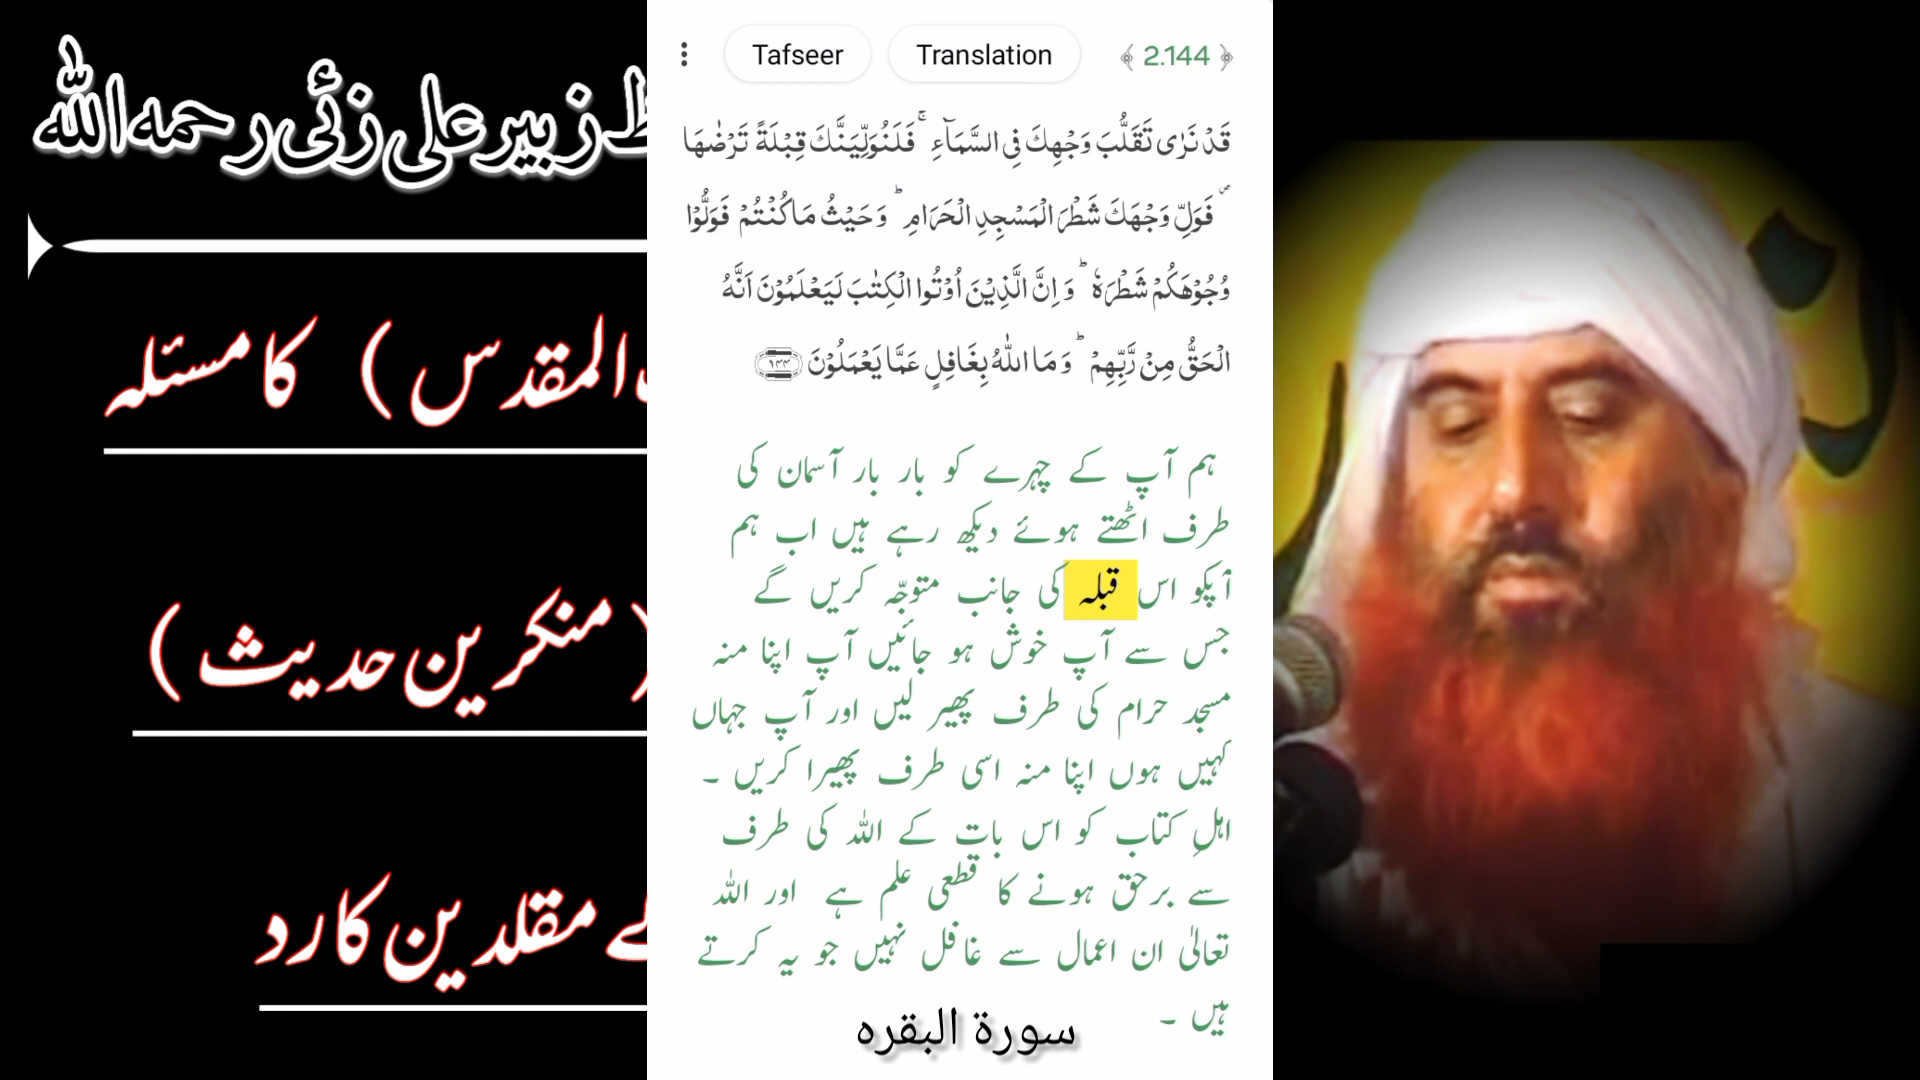 زبیر علی زئی رحمہ اللہ
المقدس) کا مسئلہ
(منکرین حدیث)
مقلدین کا رد
Tafseer
Translation
2.144
قَدْ نَرٰی تَقَلُّبَ وَجْهِكَ فِی السَّمَآءِ ۚ فَلَنُوَلِّیَنَّكَ قِبْلَةً تَرْضٰىهَا
۪ فَوَلِّ وَجْهَكَ شَطْرَ الْمَسْجِدِ الْحَرَامِ ؕ وَ حَیْثُ مَا كُنْتُمْ فَوَلُّوْا
وُجُوْهَكُمْ شَطْرَهٗ ؕ وَ اِنَّ الَّذِیْنَ اُوْتُوا الْكِتٰبَ لَیَعْلَمُوْنَ اَنَّهُ
الْحَقُّ مِنْ رَّبِّهِمْ ؕ وَ مَا اللّٰهُ بِغَافِلٍ عَمَّا یَعْمَلُوْنَ ۱۴۴
ہم آپ کے چہرے کو بار بار آسمان کی
طرف اٹھتے ہوئے دیکھ رہے ہیں اب ہم
آپکو اس قبلہ کی جانب متوجّہ کریں گے
جس سے آپ خوش ہو جائیں آپ اپنا منہ
مسجد حرام کی طرف پھیر لیں اور آپ جہاں
کہیں ہوں اپنا منہ اسی طرف پھیرا کریں ۔
اہلِ کتاب کو اس بات کے اللہ کی طرف
سے برحق ہونے کا قطعی علم ہے اور اللہ
تعالیٰ ان اعمال سے غافل نہیں جو یہ کرتے
ہیں ۔
سورة البقره